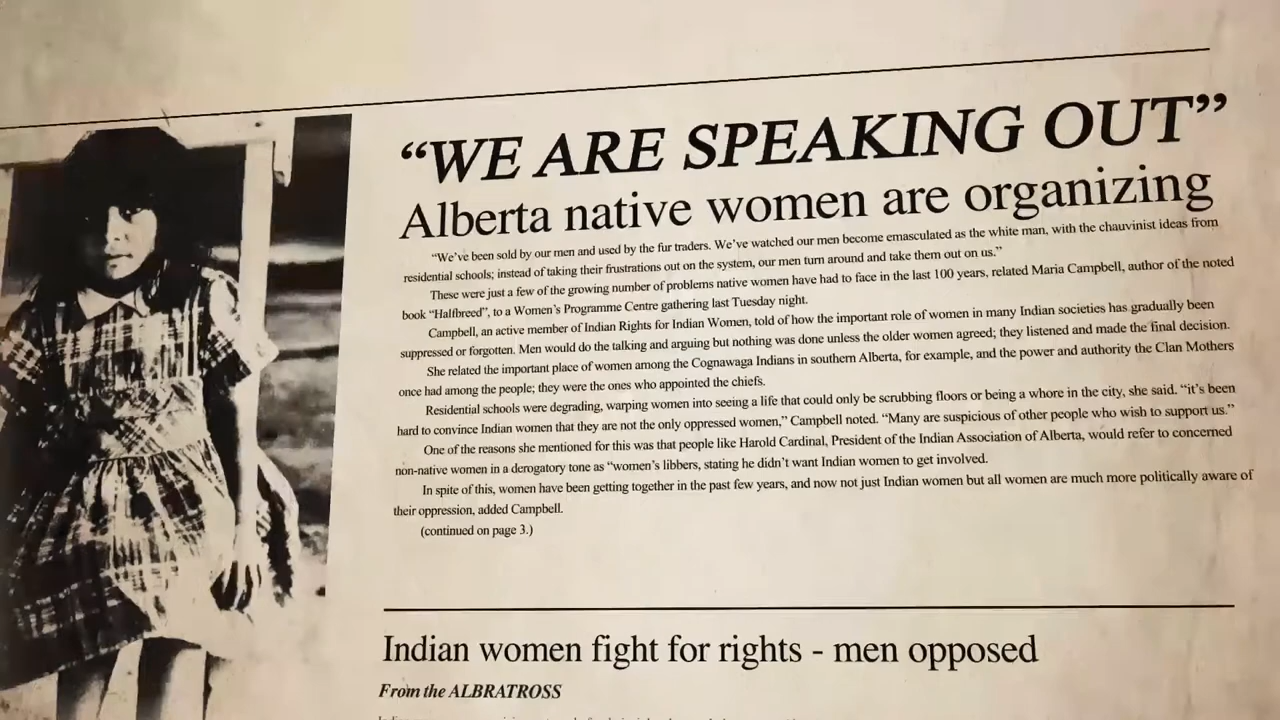 “WE ARE SPEAKING OUT”
Alberta native women are organizing
“We’ve been sold by our men and used by the fur traders. We’ve watched our men become emasculated as the white man, with the chauvinist ideas from
residential schools; instead of taking their frustrations out on the system, our men turn around and take them out on us.”
These were just a few of the growing number of problems native women have had to face in the last 100 years, related Maria Campbell, author of the noted
book “Halfbreed”, to a Women’s Programme Centre gathering last Tuesday night.
Campbell, an active member of Indian Rights for Indian Women, told of how the important role of women in many Indian societies has gradually been
suppressed or forgotten. Men would do the talking and arguing but nothing was done unless the older women agreed; they listened and made the final decision.
She related the important place of women among the Cognawaga Indians in southern Alberta, for example, and the power and authority the Clan Mothers
once had among the people; they were the ones who appointed the chiefs.
Residential schools were degrading, warping women into seeing a life that could only be scrubbing floors or being a whore in the city, she said. “it’s been
hard to convince Indian women that they are not the only oppressed women,” Campbell noted. “Many are suspicious of other people who wish to support us.”
One of the reasons she mentioned for this was that people like Harold Cardinal, President of the Indian Association of Alberta, would refer to concerned
non-native women in a derogatory tone as “women’s libbers, stating he didn’t want Indian women to get involved.
In spite of this, women have been getting together in the past few years, and now not just Indian women but all women are much more politically aware of
their oppression, added Campbell.
(continued on page 3.)
Indian women fight for rights - men opposed
From the ALBRATROSS